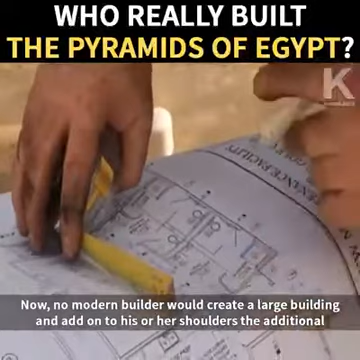 WHO REALLY BUILT
THE PYRAMIDS OF EGYPT?
K
Now, no modern builder would create a large building
and add on to his or her shoulders the additional